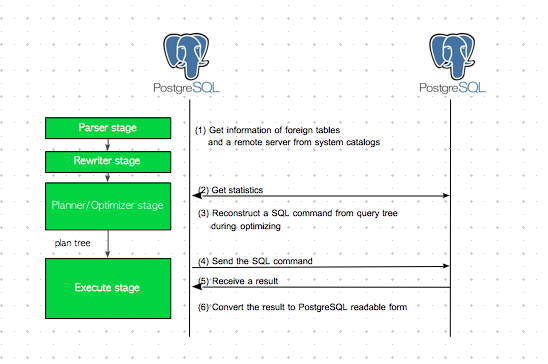 PostgreSQL
PostgreSQL
Parser stage
(1) Get information of foreign tables
and a remote server from system catalogs
Rewriter stage
(2) Get statistics
Planner/Optimizer stage
(3) Reconstruct a SQL command from query tree
during optimizing
plan tree
(4) Send the SQL command
(5) Receive a result
Execute stage
(6) Convert the result to PostgreSQL readable form